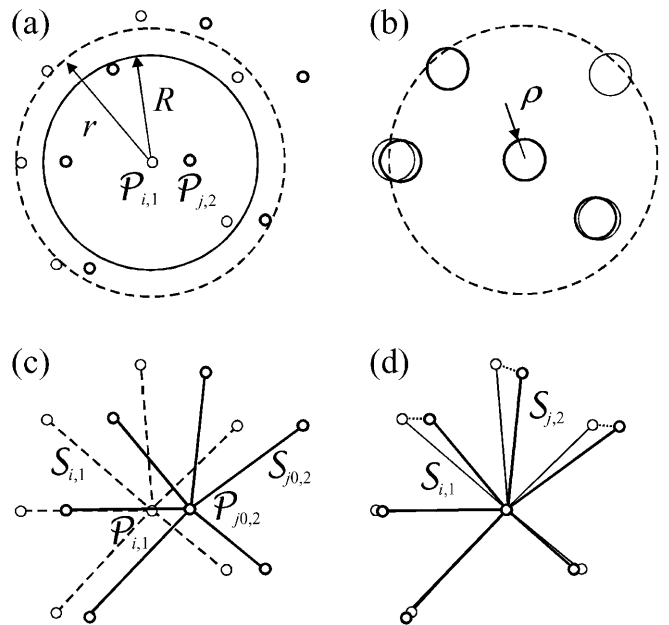 (a)
(b)
r
R
ρ
𝒫i,1
𝒫j,2
(c)
(d)
𝒮i,1
𝒮j0,2
𝒫i,1
𝒫j0,2
𝒮j,2
𝒮i,1